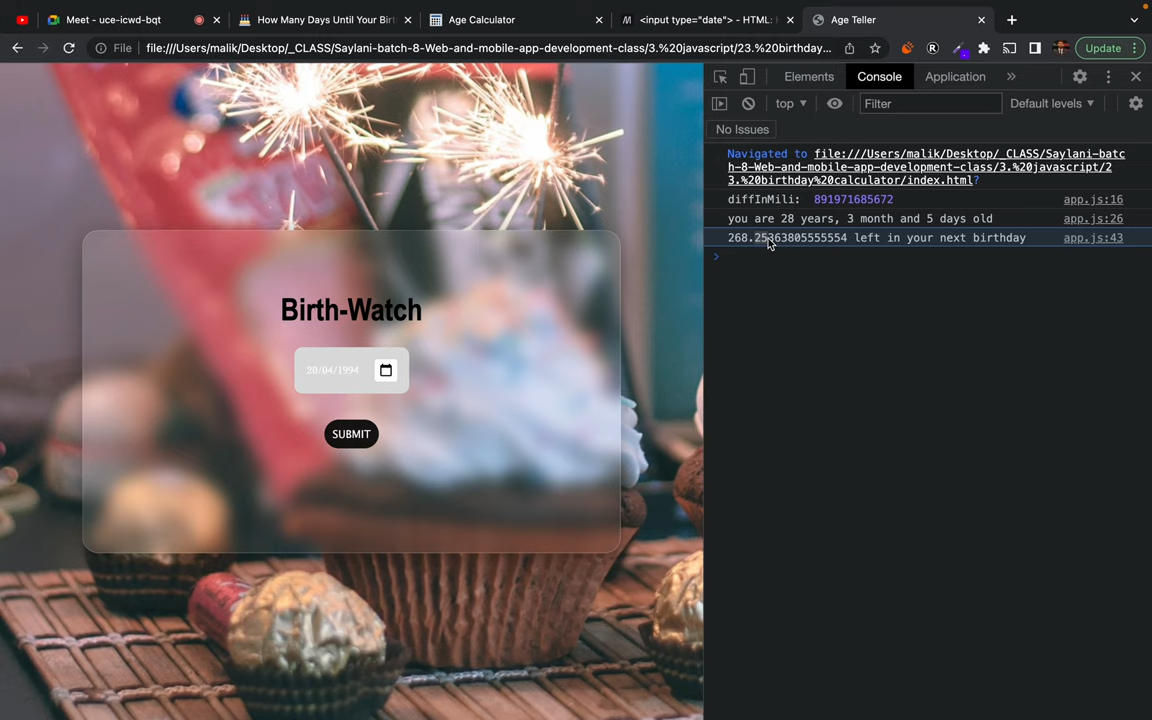 Meet - uce-icwd-bqt
How Many Days Until Your Birt
Age Calculator
<input type="date"> - HTML:
Age Teller
File
file:///Users/malik/Desktop/_CLASS/Saylani-batch-8-Web-and-mobile-app-development-class/3.%20javascript/23.%20birthday...
Update
Elements
Console
Application
top
Filter
Default levels
No Issues
Navigated to file:///Users/malik/Desktop/_CLASS/Saylani-batc
h-8-Web-and-mobile-app-development-class/3.%20javascript/2
3.%20birthday%20calculator/index.html?
diffInMili: 891971685672 app.js:16
you are 28 years, 3 month and 5 days old app.js:26
268.25363805555554 left in your next birthday app.js:43
Birth-Watch
20/04/1994
SUBMIT